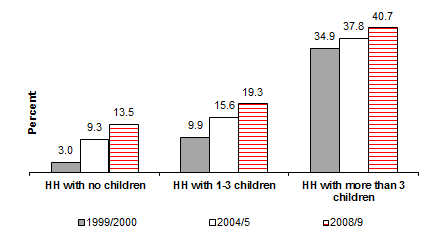 Percent
3.0
9.3
13.5
9.9
15.6
19.3
34.9
37.8
40.7
HH with no children
HH with 1-3 children
HH with more than 3
children
1999/2000
2004/5
2008/9